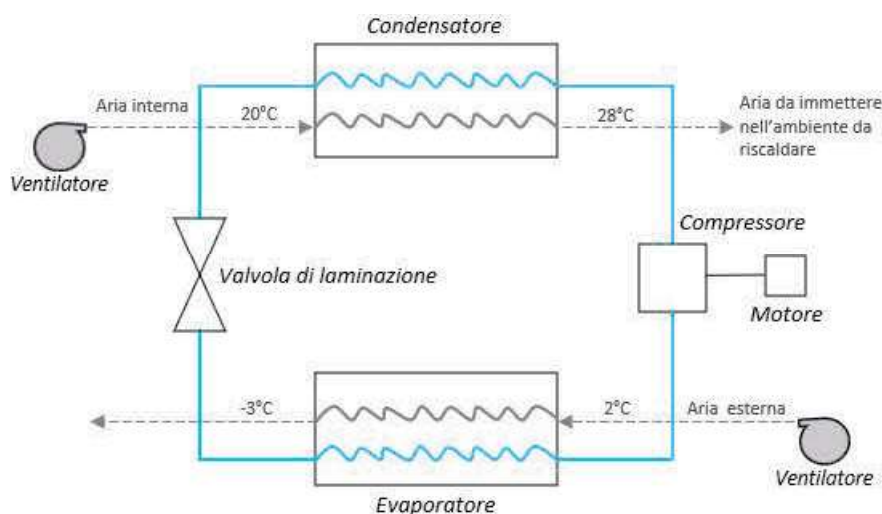 Condensatore
Aria interna
20°C
28°C
Aria da immettere
nell'ambiente da
riscaldare
Ventilatore
Compressore
Valvola di laminazione
Motore
-3°C
2°C
Aria esterna
Ventilatore
Evaporatore